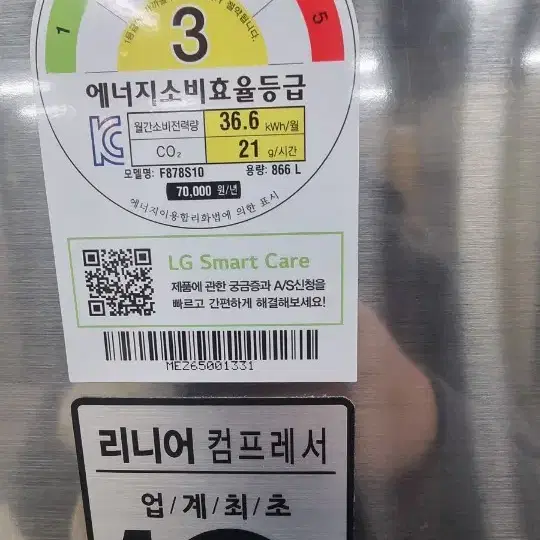 1
5
3
에너지소비효율등급
월간소비전력량 36.6 kWh/월
CO₂ 21 g/시간
모델명: F878S10 용량: 866 L
70,000 원/년
에너지이용합리화법에 의한 표시
LG Smart Care
제품에 관한 궁금증과 A/S신청을
빠르고 간편하게 해결해보세요!
MEZ65001331
리니어 컴프레서
업/계/최/초